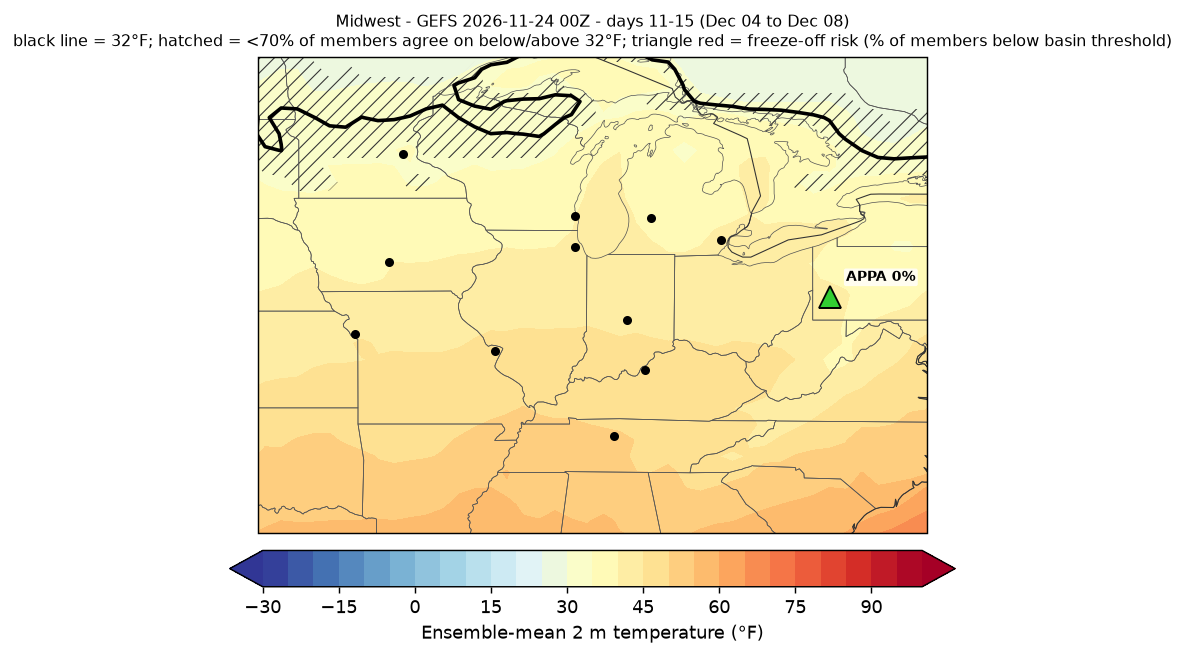 Midwest - GEFS 2026-11-24 00Z - days 11-15 (Dec 04 to Dec 08)
black line = 32°F; hatched = <70% of members agree on below/above 32°F; triangle red = freeze-off risk (% of members below basin threshold)
APPA 0%
−30 −15 0 15 30 45 60 75 90
Ensemble-mean 2 m temperature (°F)